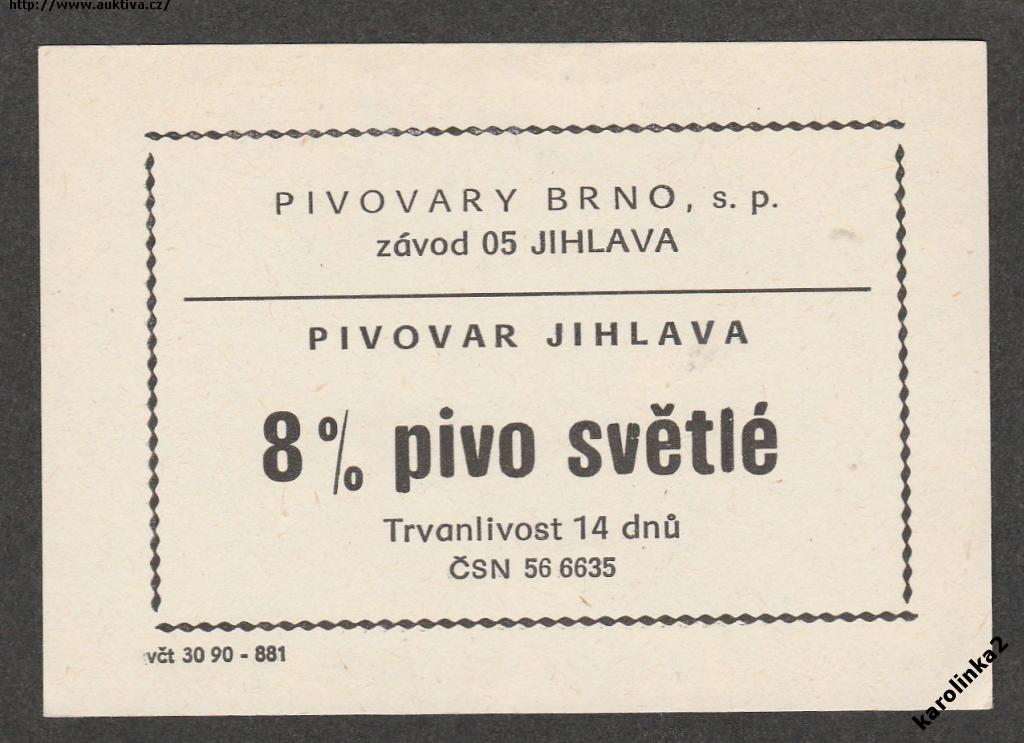 http://www.auktiva.cz/
PIVOVARY BRNO, s. p.
závod 05 JIHLAVA
PIVOVAR JIHLAVA
8% pivo světlé
Trvanlivost 14 dnů
ČSN 56 6635
včt 30 90 - 881
karolinka2